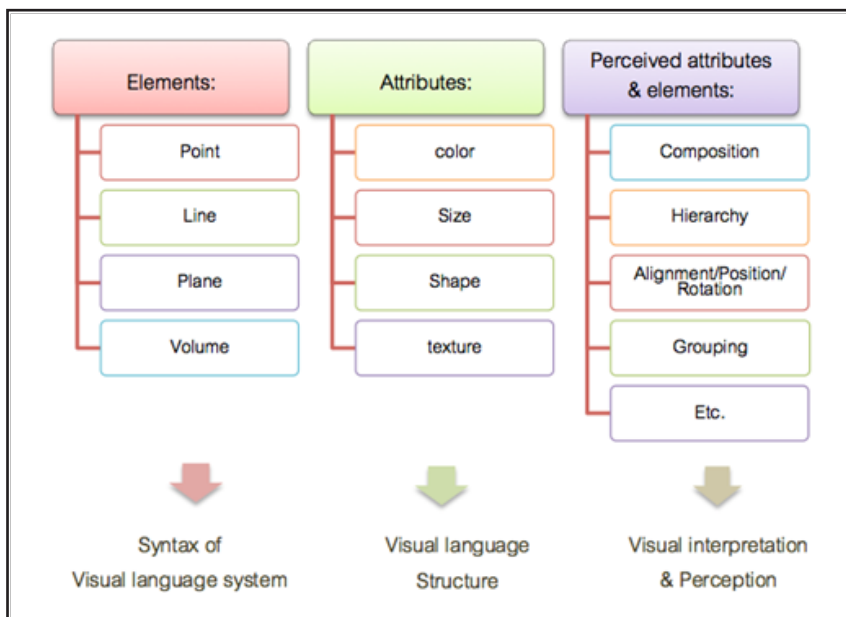 Elements:
Point
Line
Plane
Volume
Syntax of
Visual language system
Attributes:
color
Size
Shape
texture
Visual language
Structure
Perceived attributes
& elements:
Composition
Hierarchy
Alignment/Position/
Rotation
Grouping
Etc.
Visual interpretation
& Perception